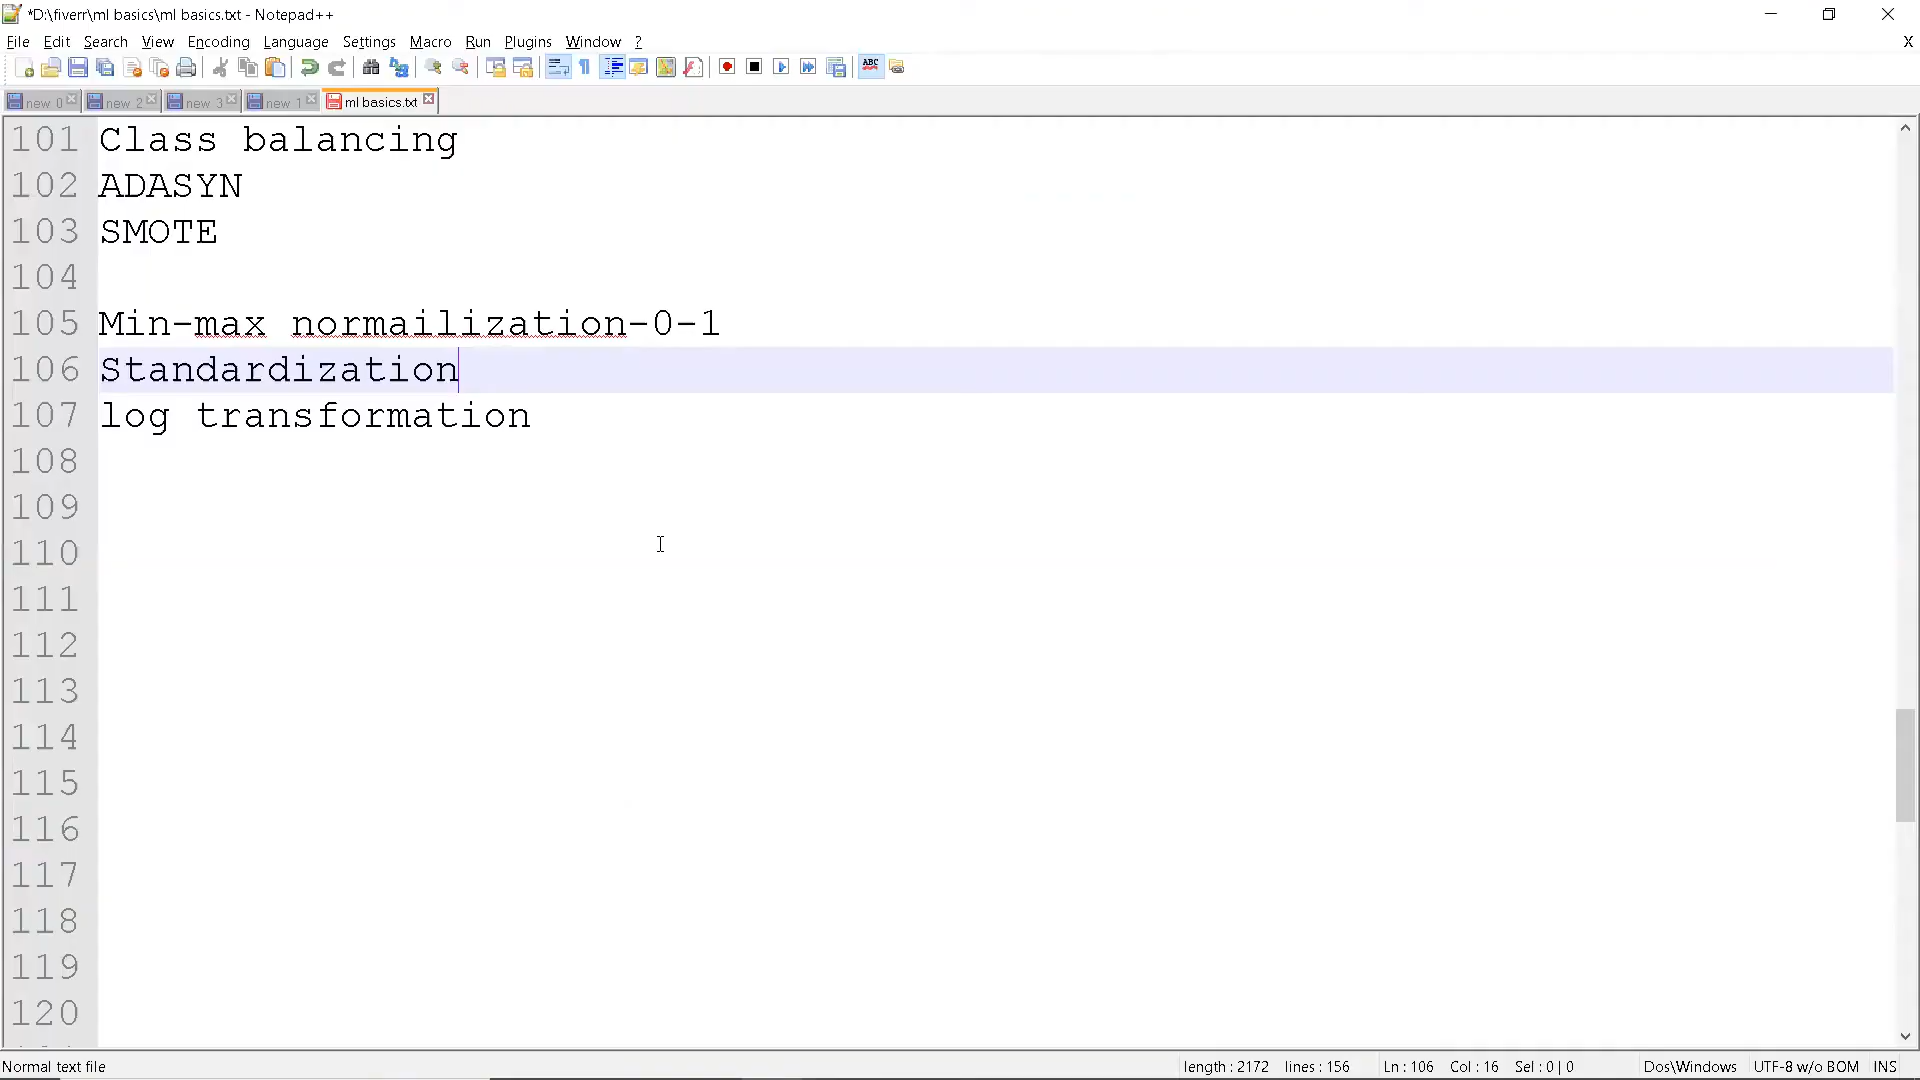 *D:\fiverr\ml basics\ml basics.txt - Notepad++
File Edit Search View Encoding Language Settings Macro Run Plugins Window ?
X
ABC
new 0 new 2 new 3 new 1 ml basics.txt
101 Class balancing
102 ADASYN
103 SMOTE
104
105 Min-max normailization-0-1
106 Standardization
107 log transformation
108
109
110
111
112
113
114
115
116
117
118
119
120
Normal text file length : 2172 lines : 156 Ln : 106 Col : 16 Sel : 0 | 0 Dos\Windows UTF-8 w/o BOM INS